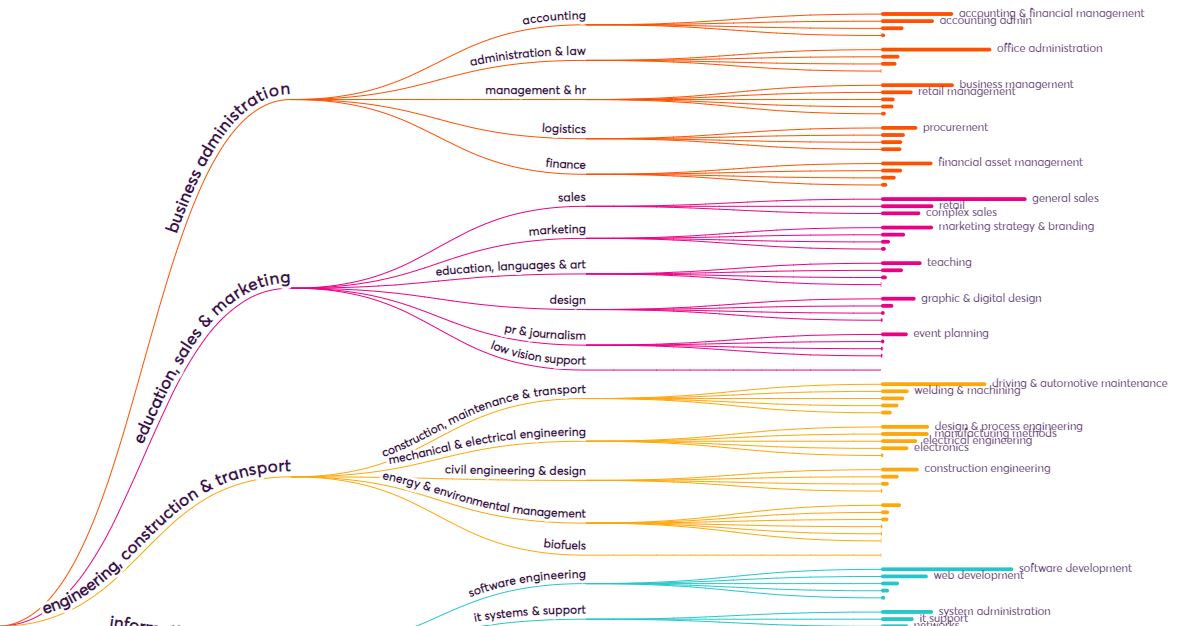 business administration
accounting
accounting & financial management
accounting admin
administration & law
office administration
management & hr
business management
retail management
logistics
procurement
finance
financial asset management
education, sales & marketing
sales
general sales
retail
complex sales
marketing
marketing strategy & branding
education, languages & art
teaching
design
graphic & digital design
pr & journalism
event planning
low vision support
engineering, construction & transport
construction, maintenance & transport
driving & automotive maintenance
welding & machining
mechanical & electrical engineering
design & process engineering
manufacturing methods
electrical engineering
electronics
civil engineering & design
construction engineering
energy & environmental management
biofuels
software engineering
software development
web development
it systems & support
system administration
it support
networks